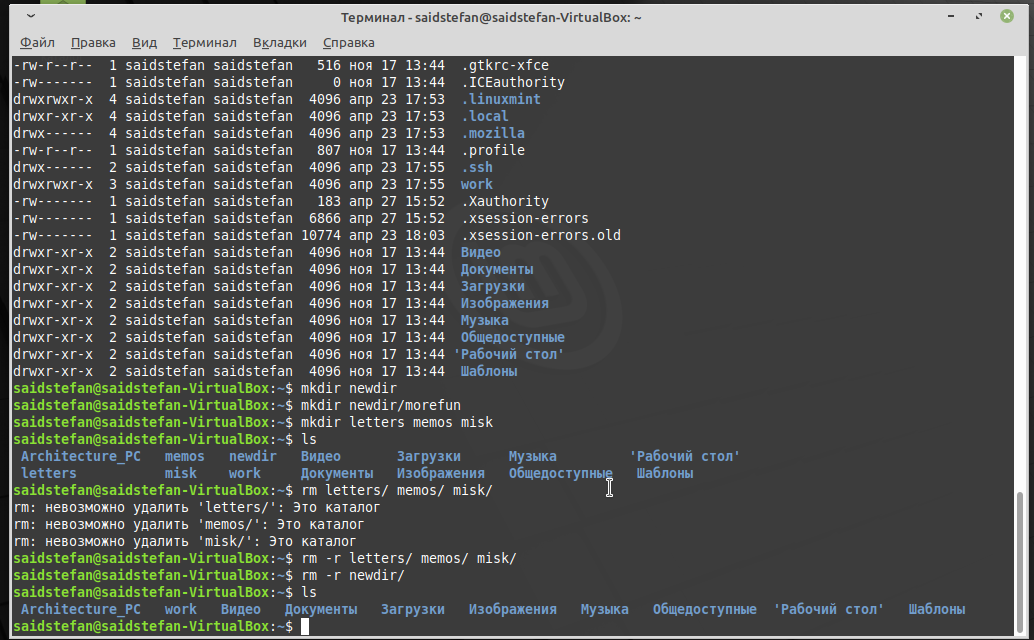 Терминал - saidstefan@saidstefan-VirtualBox: ~
Файл Правка Вид Терминал Вкладки Справка
-rw-r--r-- 1 saidstefan saidstefan 516 ноя 17 13:44 .gtkrc-xfce
-rw------- 1 saidstefan saidstefan 0 ноя 17 13:44 .ICEauthority
drwxrwxr-x 4 saidstefan saidstefan 4096 апр 23 17:53 .linuxmint
drwxr-xr-x 4 saidstefan saidstefan 4096 апр 23 17:53 .local
drwx------ 4 saidstefan saidstefan 4096 апр 23 17:53 .mozilla
-rw-r--r-- 1 saidstefan saidstefan 807 ноя 17 13:44 .profile
drwx------ 2 saidstefan saidstefan 4096 апр 23 17:55 .ssh
drwxrwxr-x 3 saidstefan saidstefan 4096 апр 23 17:55 work
-rw------- 1 saidstefan saidstefan 183 апр 27 15:52 .Xauthority
-rw------- 1 saidstefan saidstefan 6866 апр 27 15:52 .xsession-errors
-rw------- 1 saidstefan saidstefan 10774 апр 23 18:03 .xsession-errors.old
drwxr-xr-x 2 saidstefan saidstefan 4096 ноя 17 13:44 Видео
drwxr-xr-x 2 saidstefan saidstefan 4096 ноя 17 13:44 Документы
drwxr-xr-x 2 saidstefan saidstefan 4096 ноя 17 13:44 Загрузки
drwxr-xr-x 2 saidstefan saidstefan 4096 ноя 17 13:44 Изображения
drwxr-xr-x 2 saidstefan saidstefan 4096 ноя 17 13:44 Музыка
drwxr-xr-x 2 saidstefan saidstefan 4096 ноя 17 13:44 Общедоступные
drwxr-xr-x 2 saidstefan saidstefan 4096 ноя 17 13:44 'Рабочий стол'
drwxr-xr-x 2 saidstefan saidstefan 4096 ноя 17 13:44 Шаблоны
saidstefan@saidstefan-VirtualBox:~$ mkdir newdir
saidstefan@saidstefan-VirtualBox:~$ mkdir newdir/morefun
saidstefan@saidstefan-VirtualBox:~$ mkdir letters memos misk
saidstefan@saidstefan-VirtualBox:~$ ls
Architecture_PC memos newdir Видео Загрузки Музыка 'Рабочий стол'
letters misk work Документы Изображения Общедоступные Шаблоны
saidstefan@saidstefan-VirtualBox:~$ rm letters/ memos/ misk/
rm: невозможно удалить 'letters/': Это каталог
rm: невозможно удалить 'memos/': Это каталог
rm: невозможно удалить 'misk/': Это каталог
saidstefan@saidstefan-VirtualBox:~$ rm -r letters/ memos/ misk/
saidstefan@saidstefan-VirtualBox:~$ rm -r newdir/
saidstefan@saidstefan-VirtualBox:~$ ls
Architecture_PC work Видео Документы Загрузки Изображения Музыка Общедоступные 'Рабочий стол' Шаблоны
saidstefan@saidstefan-VirtualBox:~$